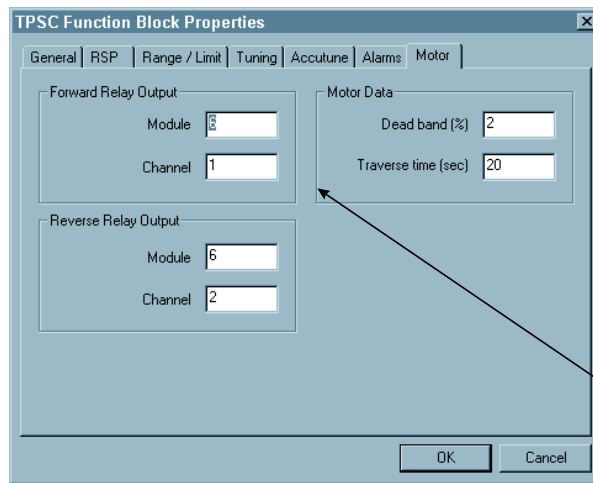 TPSC Function Block Properties
General RSP Range / Limit Tuning Accutune Alarms Motor
Forward Relay Output
Module 6
Channel 1
Motor Data
Dead band (%) 2
Traverse time (sec) 20
Reverse Relay Output
Module 6
Channel 2
OK Cancel